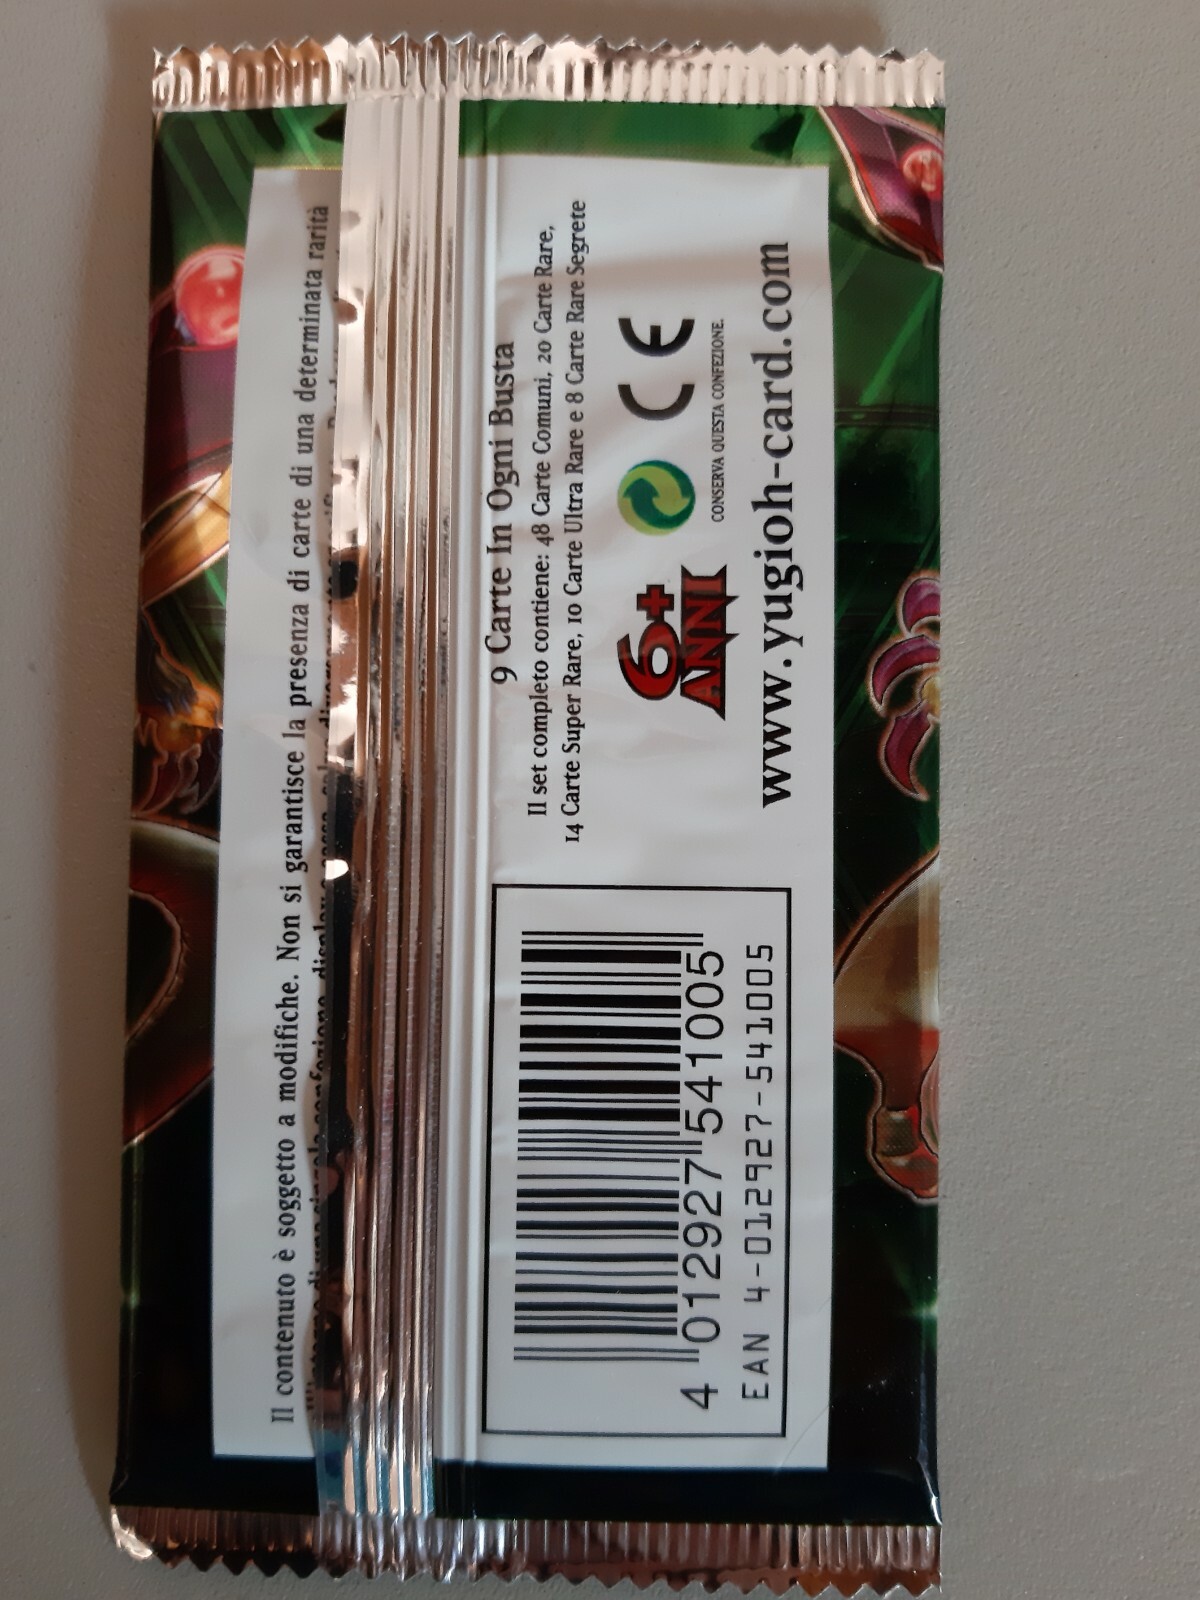 Il contenuto è soggetto a modifiche. Non si garantisce la presenza di carte di una determinata rarità
9 Carte In Ogni Busta
Il set completo contiene: 48 Carte Comuni, 20 Carte Rare,
14 Carte Super Rare, 10 Carte Ultra Rare e 8 Carte Rare Segrete
6+
ANNI
CE
CONSERVA QUESTA CONFEZIONE.
www.yugioh-card.com
4 012927 541005
EAN 4-012927-541005